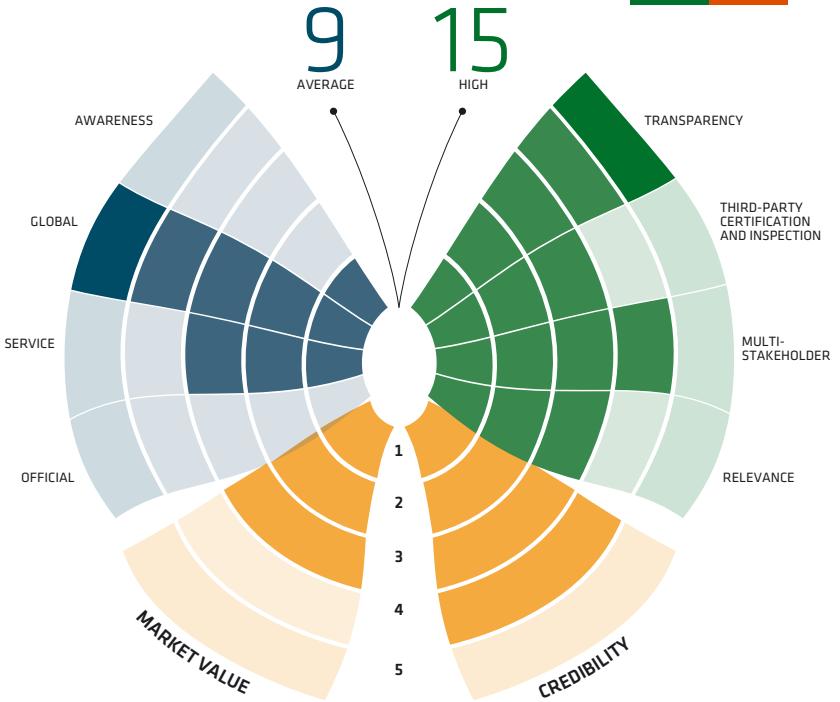 9
AVERAGE
15
HIGH
AWARENESS
GLOBAL
SERVICE
OFFICIAL
TRANSPARENCY
THIRD-PARTY
CERTIFICATION
AND INSPECTION
MULTI-
STAKEHOLDER
RELEVANCE
1
2
3
4
5
MARKET VALUE
CREDIBILITY